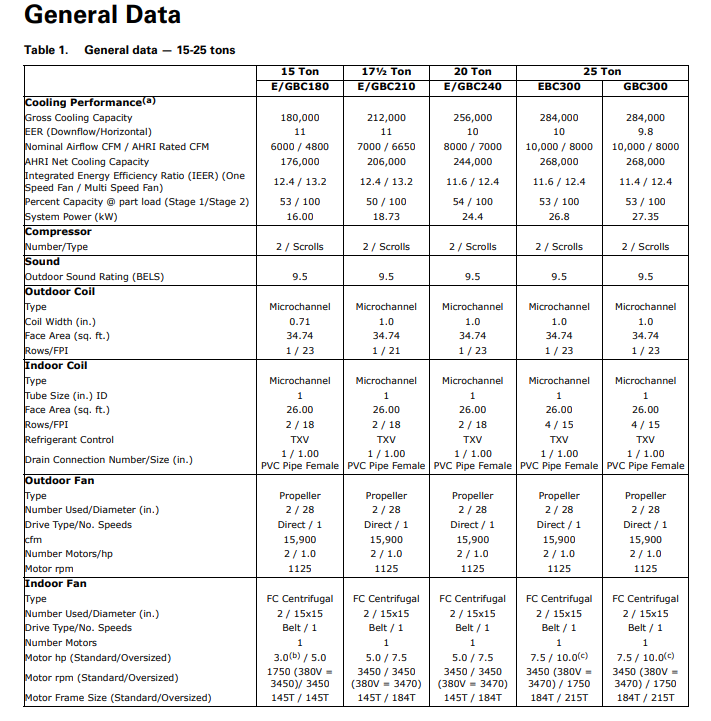 General Data
Table 1. General data — 15-25 tons
15 Ton 17½ Ton 20 Ton 25 Ton
E/GBC180 E/GBC210 E/GBC240 EBC300 GBC300
Cooling Performance(a)
Gross Cooling Capacity 180,000 212,000 256,000 284,000 284,000
EER (Downflow/Horizontal) 11 11 10 10 9.8
Nominal Airflow CFM / AHRI Rated CFM 6000 / 4800 7000 / 6650 8000 / 7000 10,000 / 8000 10,000 / 8000
AHRI Net Cooling Capacity 176,000 206,000 244,000 268,000 268,000
Integrated Energy Efficiency Ratio (IEER) (One
Speed Fan / Multi Speed Fan) 12.4 / 13.2 12.4 / 13.2 11.6 / 12.4 11.6 / 12.4 11.4 / 12.4
Percent Capacity @ part load (Stage 1/Stage 2) 53 / 100 50 / 100 54 / 100 53 / 100 53 / 100
System Power (kW) 16.00 18.73 24.4 26.8 27.35
Compressor
Number/Type 2 / Scrolls 2 / Scrolls 2 / Scrolls 2 / Scrolls 2 / Scrolls
Sound
Outdoor Sound Rating (BELS) 9.5 9.5 9.5 9.5 9.5
Outdoor Coil
Type Microchannel Microchannel Microchannel Microchannel Microchannel
Coil Width (in.) 0.71 1.0 1.0 1.0 1.0
Face Area (sq. ft.) 34.74 34.74 34.74 34.74 34.74
Rows/FPI 1 / 23 1 / 21 1 / 23 1 / 23 1 / 23
Indoor Coil
Type Microchannel Microchannel Microchannel Microchannel Microchannel
Tube Size (in.) ID 1 1 1 1 1
Face Area (sq. ft.) 26.00 26.00 26.00 26.00 26.00
Rows/FPI 2 / 18 2 / 18 2 / 18 4 / 15 4 / 15
Refrigerant Control TXV TXV TXV TXV TXV
Drain Connection Number/Size (in.) 1 / 1.00 1 / 1.00 1 / 1.00 1 / 1.00 1 / 1.00
PVC Pipe Female PVC Pipe Female PVC Pipe Female PVC Pipe Female PVC Pipe Female
Outdoor Fan
Type Propeller Propeller Propeller Propeller Propeller
Number Used/Diameter (in.) 2 / 28 2 / 28 2 / 28 2 / 28 2 / 28
Drive Type/No. Speeds Direct / 1 Direct / 1 Direct / 1 Direct / 1 Direct / 1
cfm 15,900 15,900 15,900 15,900 15,900
Number Motors/hp 2 / 1.0 2 / 1.0 2 / 1.0 2 / 1.0 2 / 1.0
Motor rpm 1125 1125 1125 1125 1125
Indoor Fan
Type FC Centrifugal FC Centrifugal FC Centrifugal FC Centrifugal FC Centrifugal
Number Used/Diameter (in.) 2 / 15x15 2 / 15x15 2 / 15x15 2 / 15x15 2 / 15x15
Drive Type/No. Speeds Belt / 1 Belt / 1 Belt / 1 Belt / 1 Belt / 1
Number Motors 1 1 1 1 1
Motor hp (Standard/Oversized) 3.0(b) / 5.0 5.0 / 7.5 5.0 / 7.5 7.5 / 10.0(c) 7.5 / 10.0(c)
Motor rpm (Standard/Oversized) 1750 (380V = 3450 / 3450 3450 / 3450 3450 (380V = 3450 (380V =
3450)/ 3450 (380V = 3470) (380V = 3470) 3470) / 1750 3470) / 1750
Motor Frame Size (Standard/Oversized) 145T / 145T 145T / 184T 145T / 184T 184T / 215T 184T / 215T